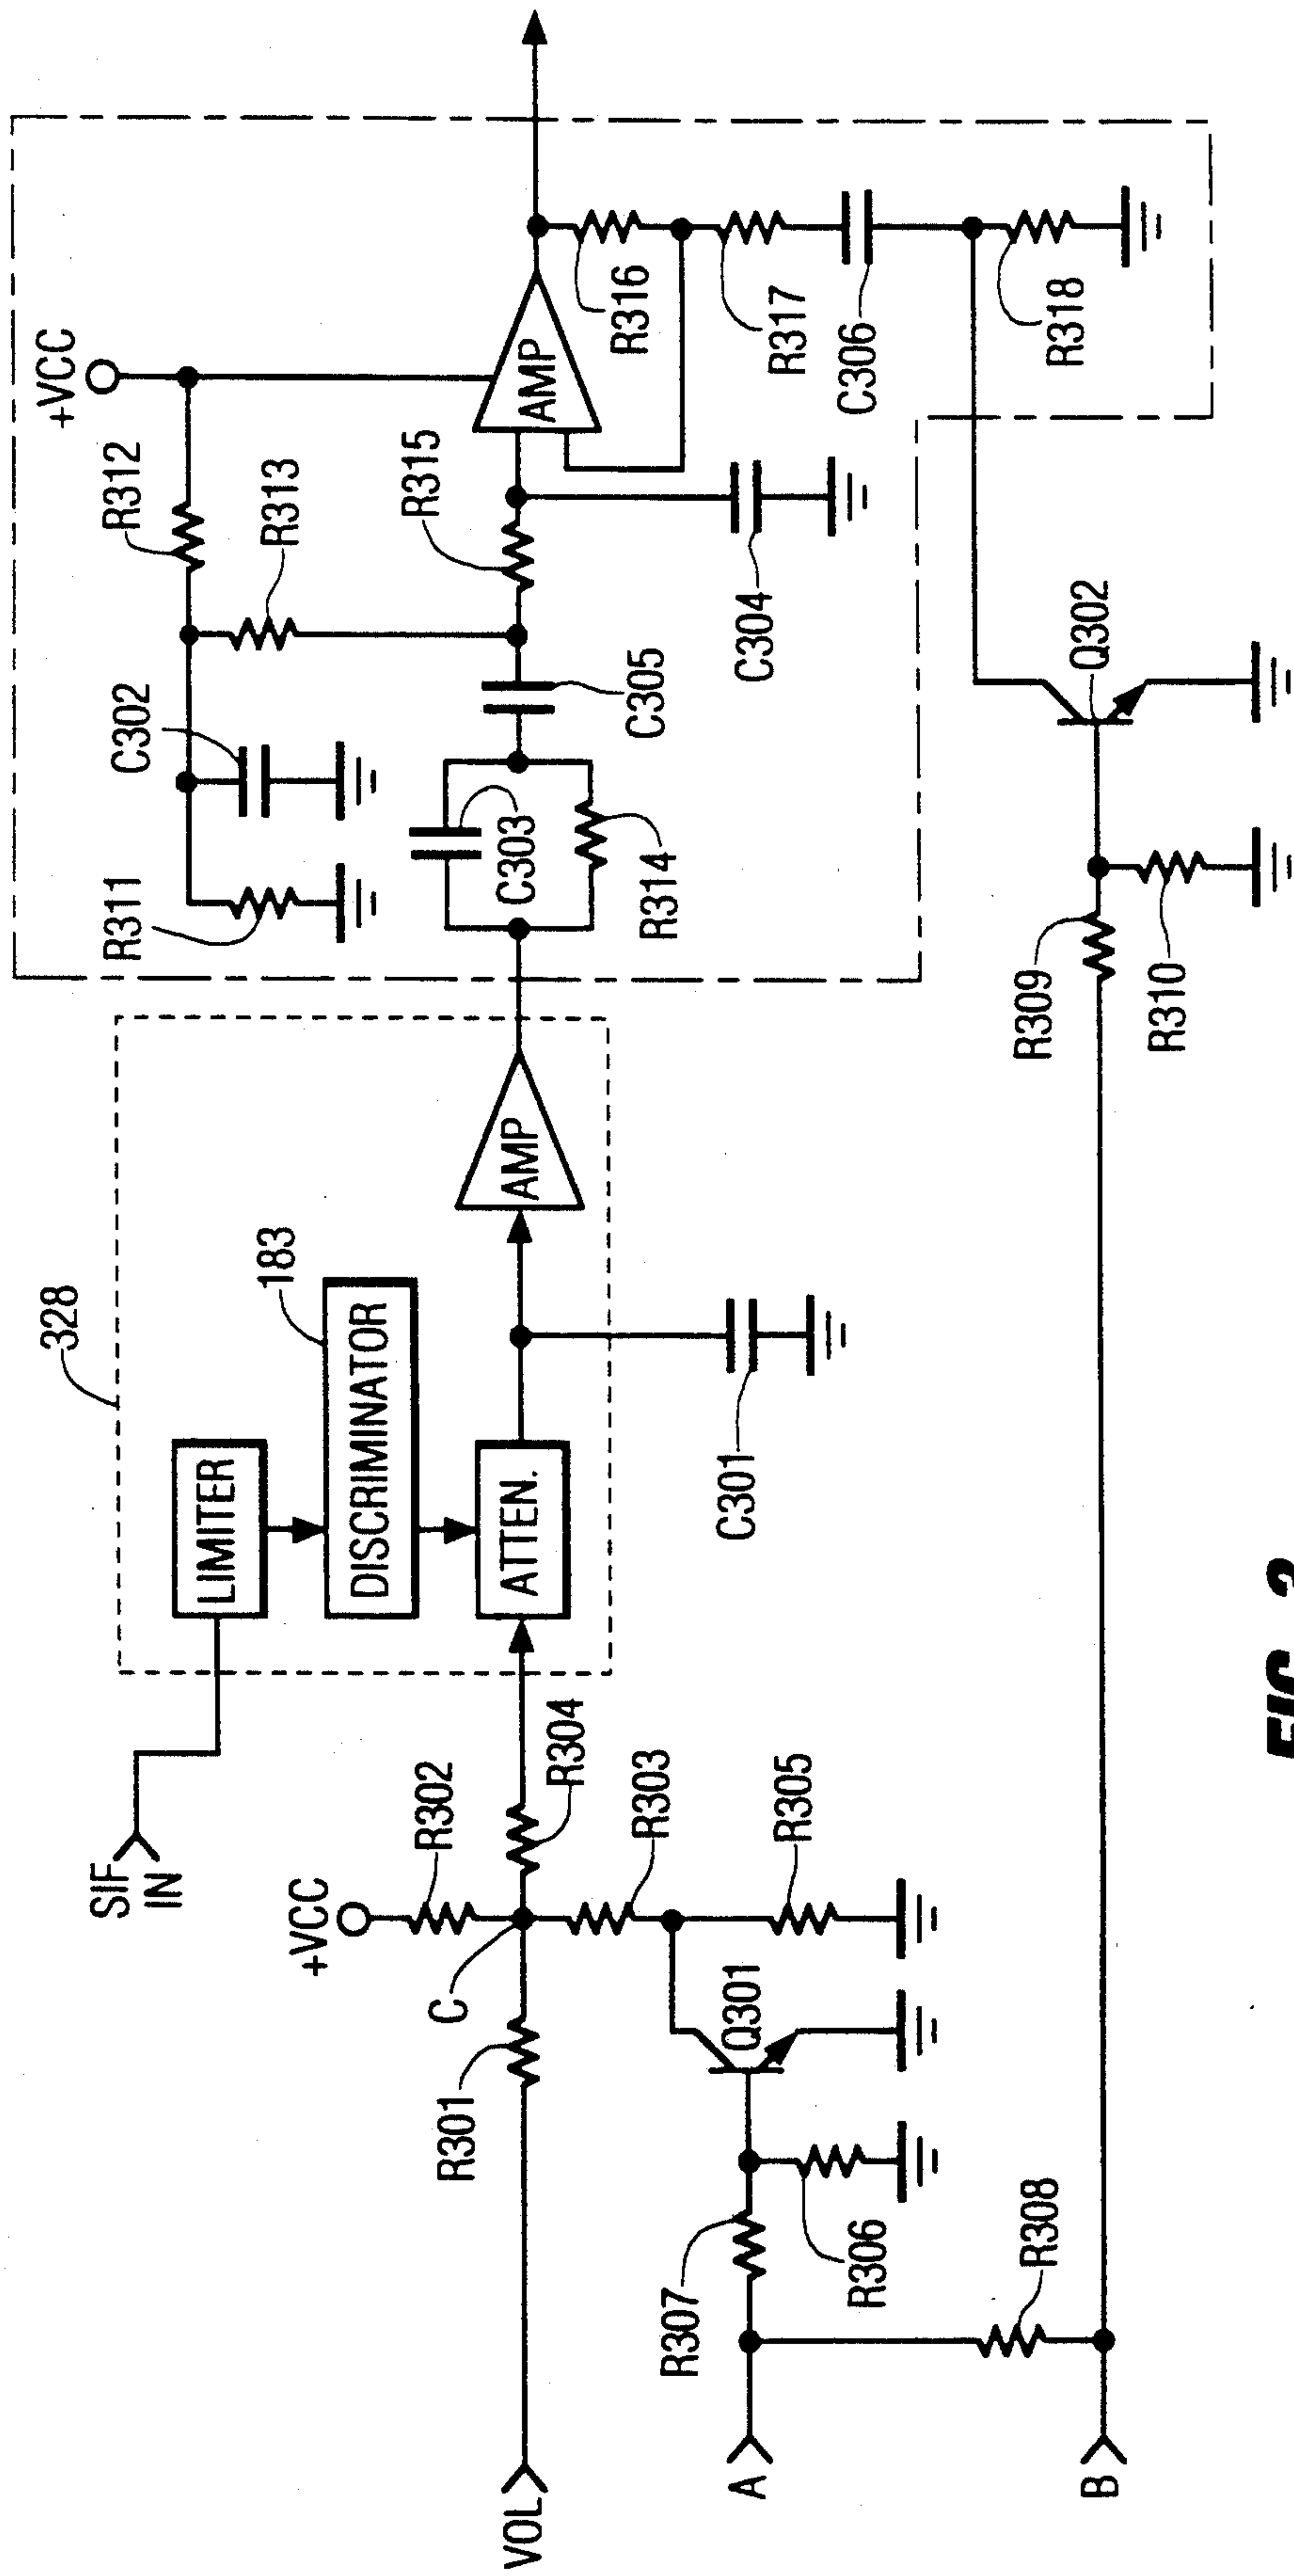 +VCC
R312
R313
C302
R311
R315
AMP
R316
R317
C306
R318
C305
C303
R314
C304
328
183
LIMITER
DISCRIMINATOR
ATTEN.
AMP
C301
Q302
R309
R310
SIF
IN
+VCC
R302
R304
C
R303
R305
R301
Q301
R307
R306
R308
VOL
A
B